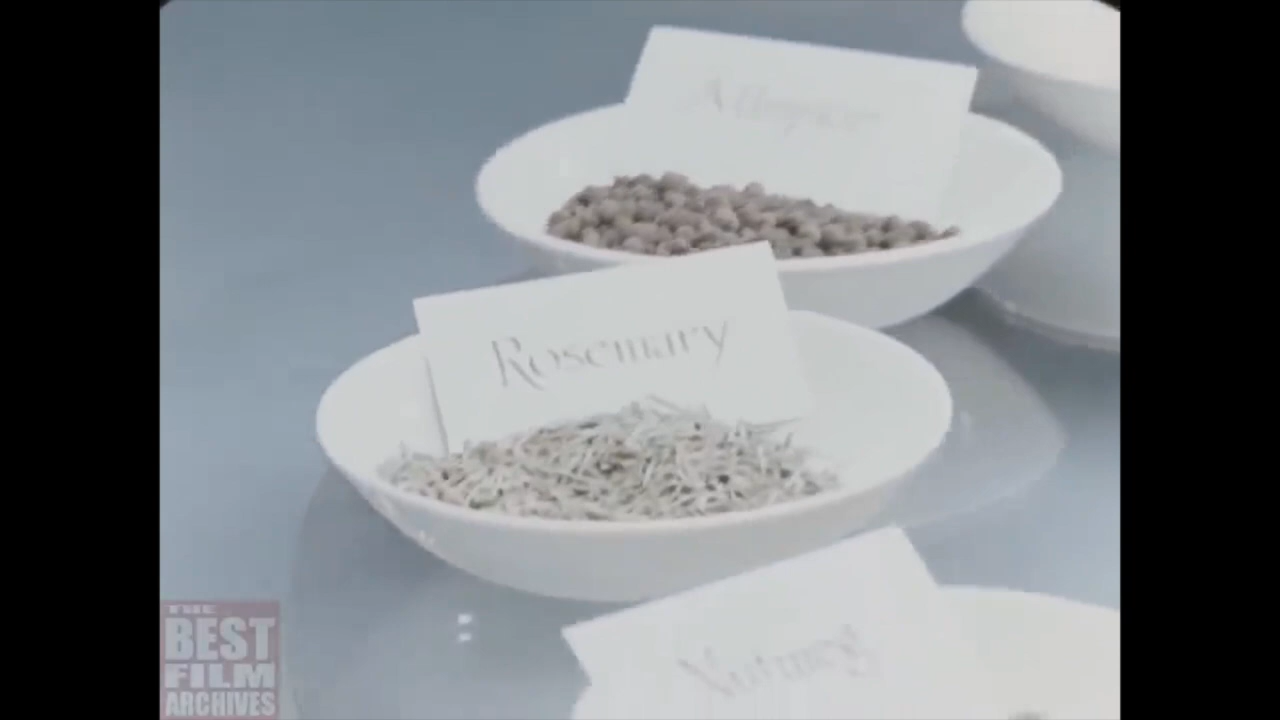 Allspice
Rosemary
Nutmeg
THE
BEST
FILM
ARCHIVES